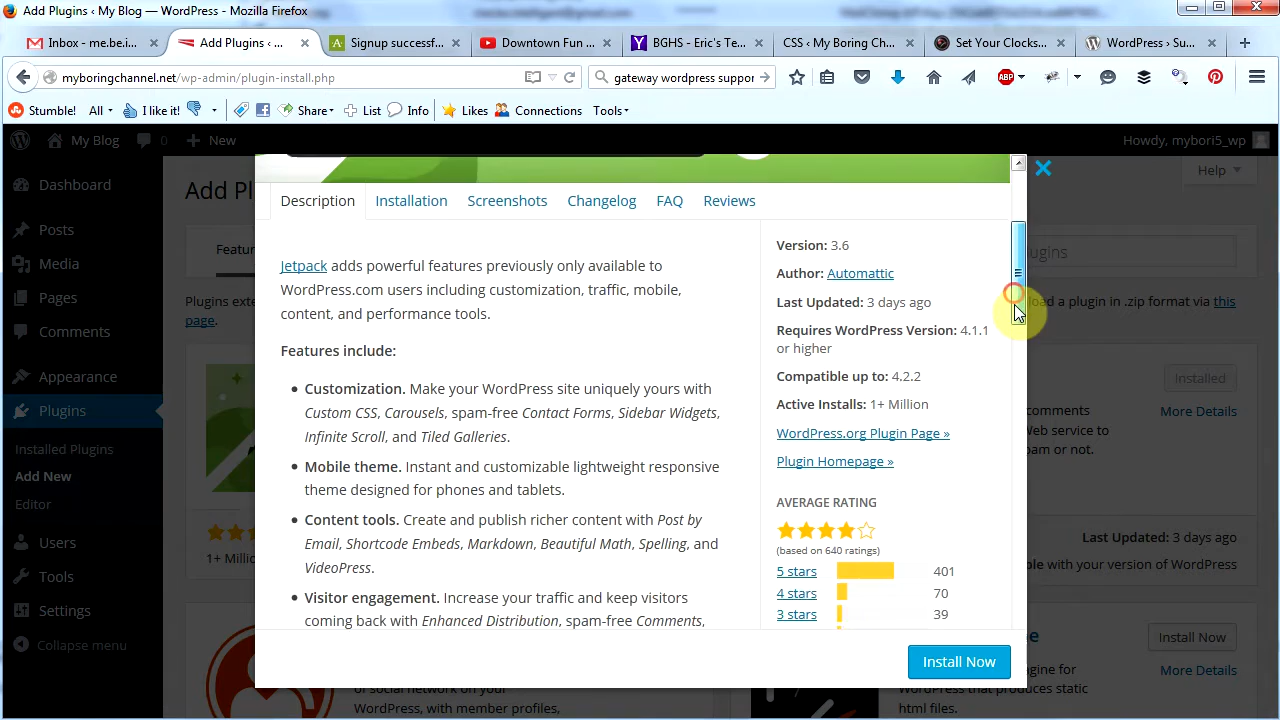 Add Plugins ‹ My Blog — WordPress - Mozilla Firefox
Inbox - me.be.i... × Add Plugins ‹ ... × Signup successf... × Downtown Fun ... × BGHS - Eric's Te... × CSS ‹ My Boring Ch... × Set Your Clocks... × WordPress › Su... ×
myboringchannel.net/wp-admin/plugin-install.php gateway wordpress suppor ABP
Stumble! All I like it! Share List Info Likes Connections Tools
My Blog 0 New Howdy, mybori5_wp
Dashboard
Posts
Media
Pages
Comments
Appearance
Plugins
Installed Plugins
Add New
Editor
Users
Tools
Settings
Collapse menu
Add Pl
Help
Featu
ugins
Plugins exte
load a plugin in .zip format via this
page.
Description Installation Screenshots Changelog FAQ Reviews
Jetpack adds powerful features previously only available to
WordPress.com users including customization, traffic, mobile,
content, and performance tools.
Features include:
• Customization. Make your WordPress site uniquely yours with
Custom CSS, Carousels, spam-free Contact Forms, Sidebar Widgets,
Infinite Scroll, and Tiled Galleries.
• Mobile theme. Instant and customizable lightweight responsive
theme designed for phones and tablets.
• Content tools. Create and publish richer content with Post by
Email, Shortcode Embeds, Markdown, Beautiful Math, Spelling, and
VideoPress.
• Visitor engagement. Increase your traffic and keep visitors
coming back with Enhanced Distribution, spam-free Comments,
Version: 3.6
Author: Automattic
Last Updated: 3 days ago
Requires WordPress Version: 4.1.1
or higher
Compatible up to: 4.2.2
Active Installs: 1+ Million
WordPress.org Plugin Page »
Plugin Homepage »
AVERAGE RATING
(based on 640 ratings)
5 stars 401
4 stars 70
3 stars 39
Install Now
Installed
More Details
comments
Web service to
pam or not.
1+ Millio
Last Updated: 3 days ago
ble with your version of WordPress
e
Install Now
ngine for
More Details
of social network on your
WordPress that produces static
with member profiles,
html files.